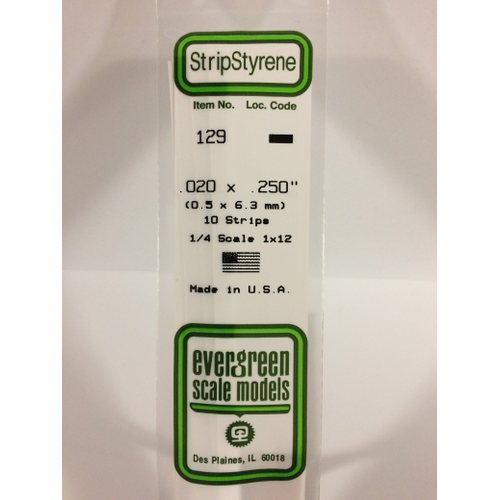 StripStyrene
Item No. Loc. Code
129
.020 x .250"
(0.5 x 6.3 mm)
10 Strips
1/4 Scale 1x12
Made in U.S.A.
evergreen
scale models
Des Plaines, IL 60018